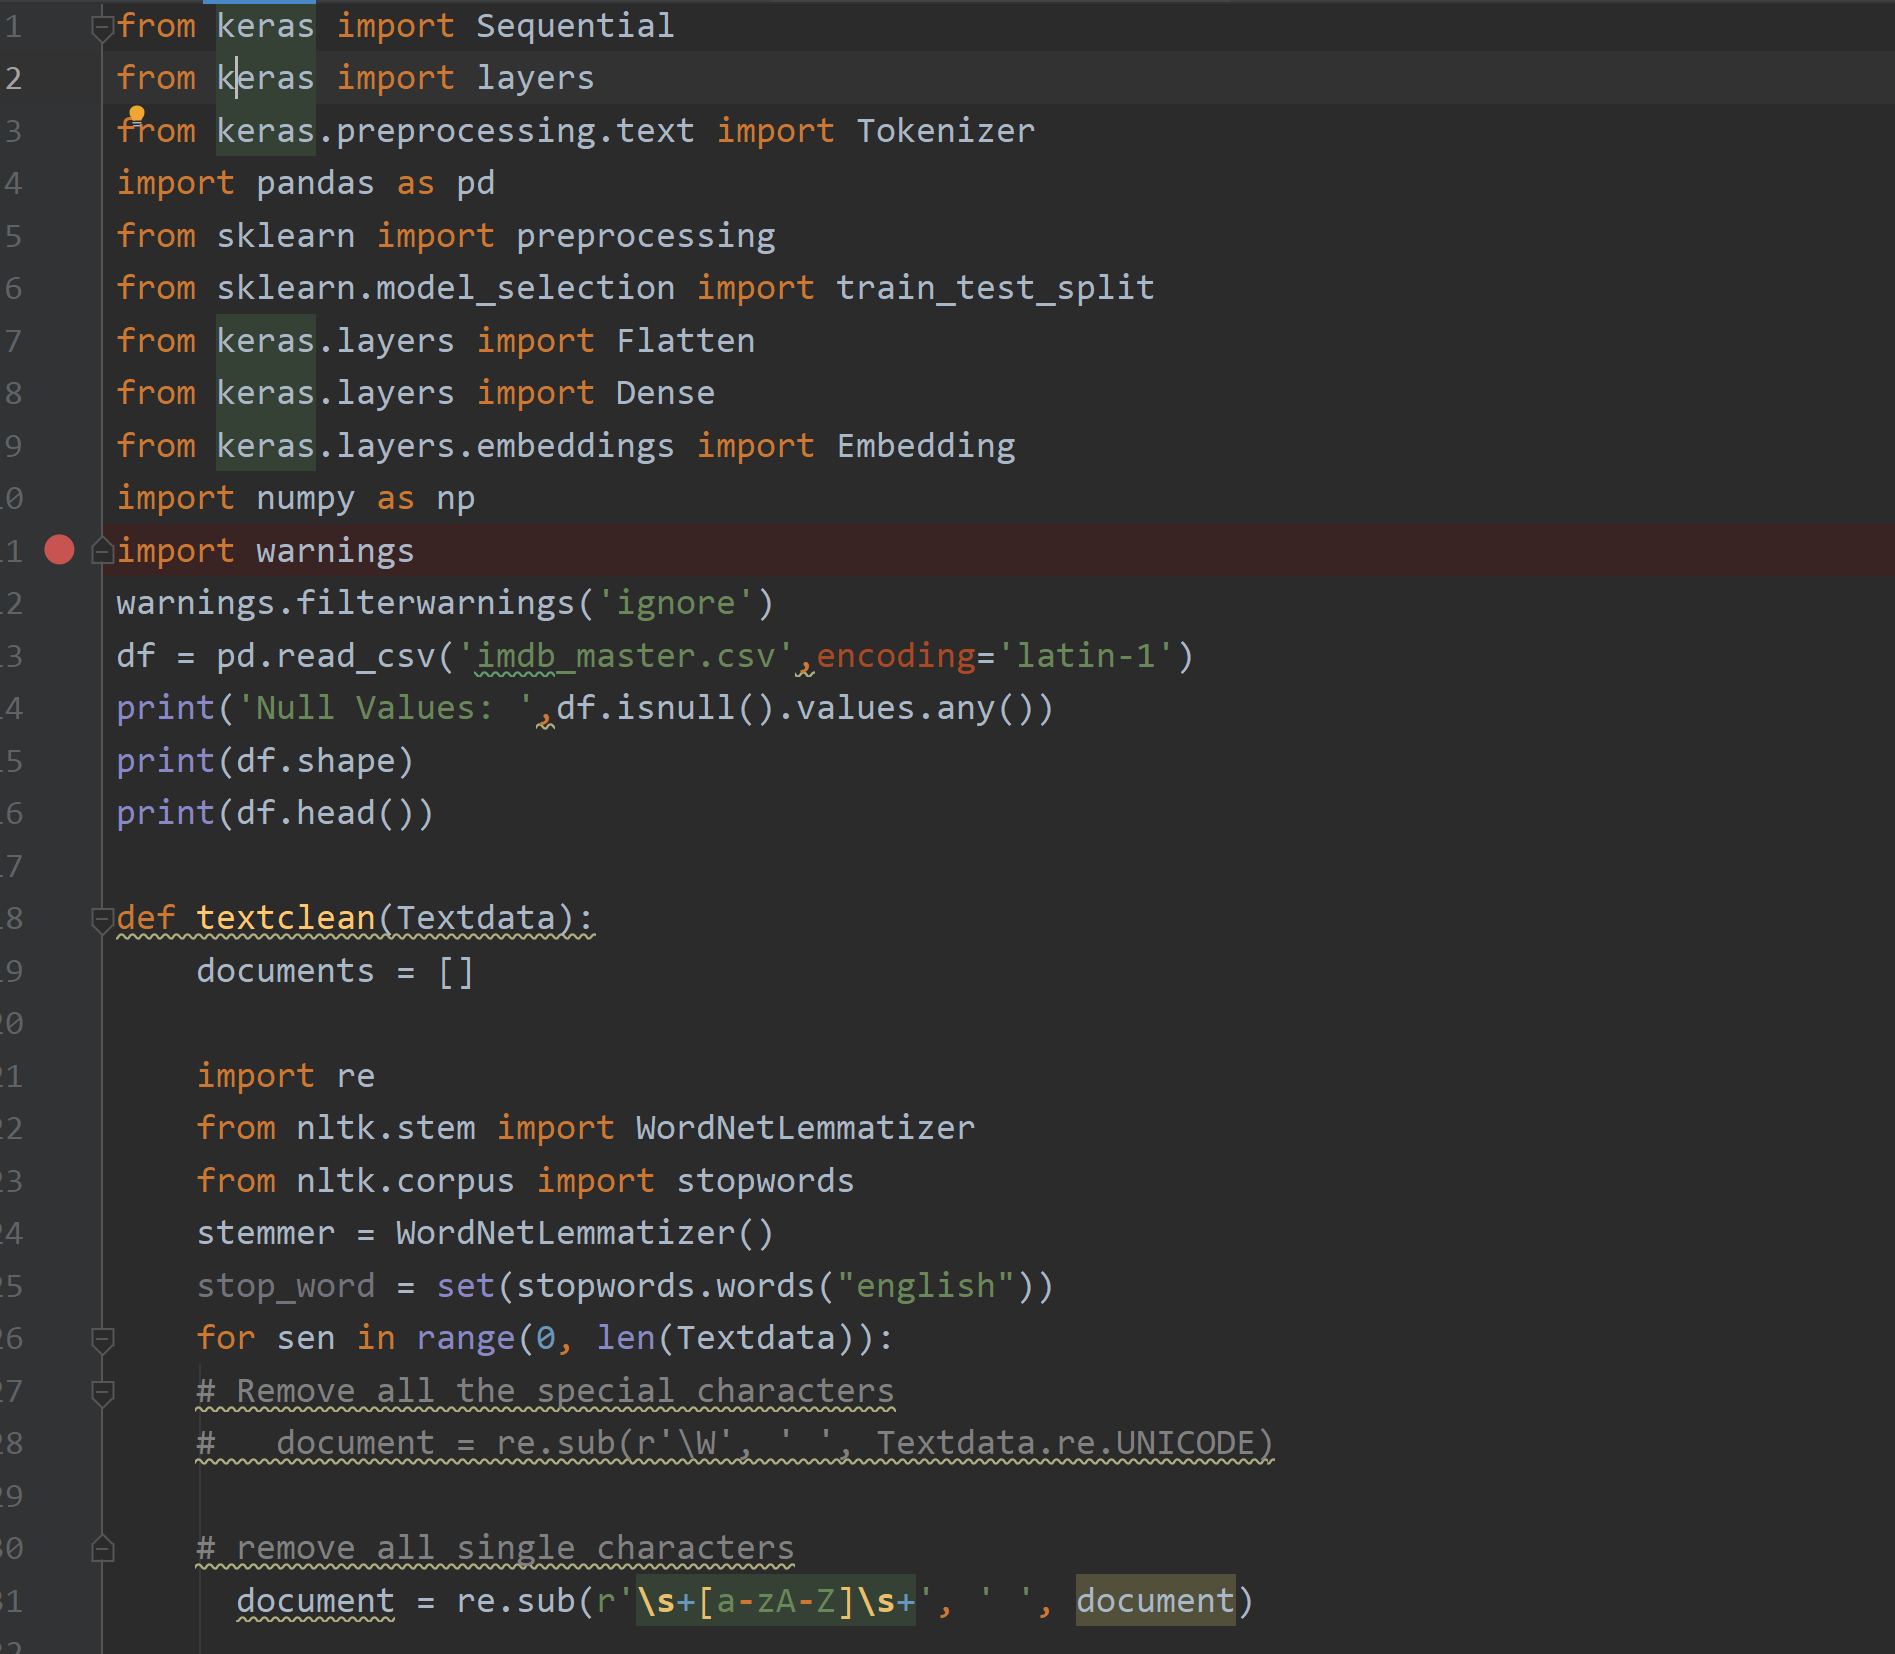 1 from keras import Sequential
2 from keras import layers
3 from keras.preprocessing.text import Tokenizer
4 import pandas as pd
5 from sklearn import preprocessing
6 from sklearn.model_selection import train_test_split
7 from keras.layers import Flatten
8 from keras.layers import Dense
9 from keras.layers.embeddings import Embedding
10 import numpy as np
11 import warnings
12 warnings.filterwarnings('ignore')
13 df = pd.read_csv('imdb_master.csv',encoding='latin-1')
14 print('Null Values: ',df.isnull().values.any())
15 print(df.shape)
16 print(df.head())
17
18 def textclean(Textdata):
19     documents = []
20
21     import re
22     from nltk.stem import WordNetLemmatizer
23     from nltk.corpus import stopwords
24     stemmer = WordNetLemmatizer()
25     stop_word = set(stopwords.words("english"))
26     for sen in range(0, len(Textdata)):
27     # Remove all the special characters
28     #   document = re.sub(r'\W', ' ', Textdata.re.UNICODE)
29
30     # remove all single characters
31       document = re.sub(r'\s+[a-zA-Z]\s+', ' ', document)
32